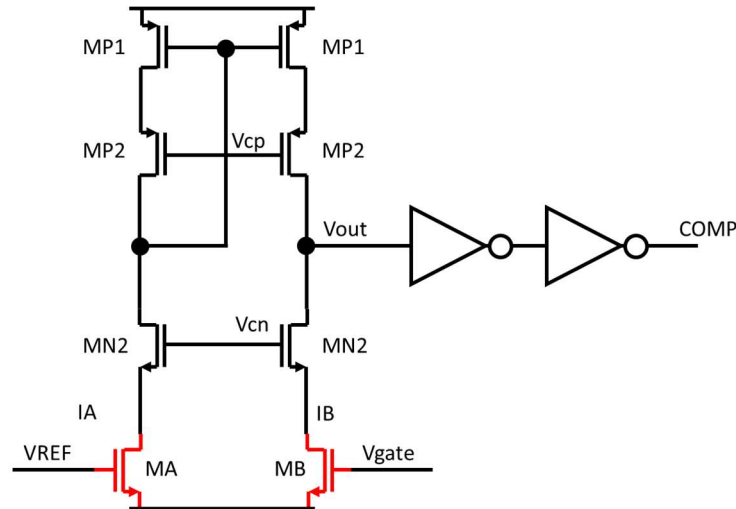 MP1 MP1
MP2 Vcp MP2
Vout COMP
MN2 Vcn MN2
IA IB
VREF MA MB Vgate